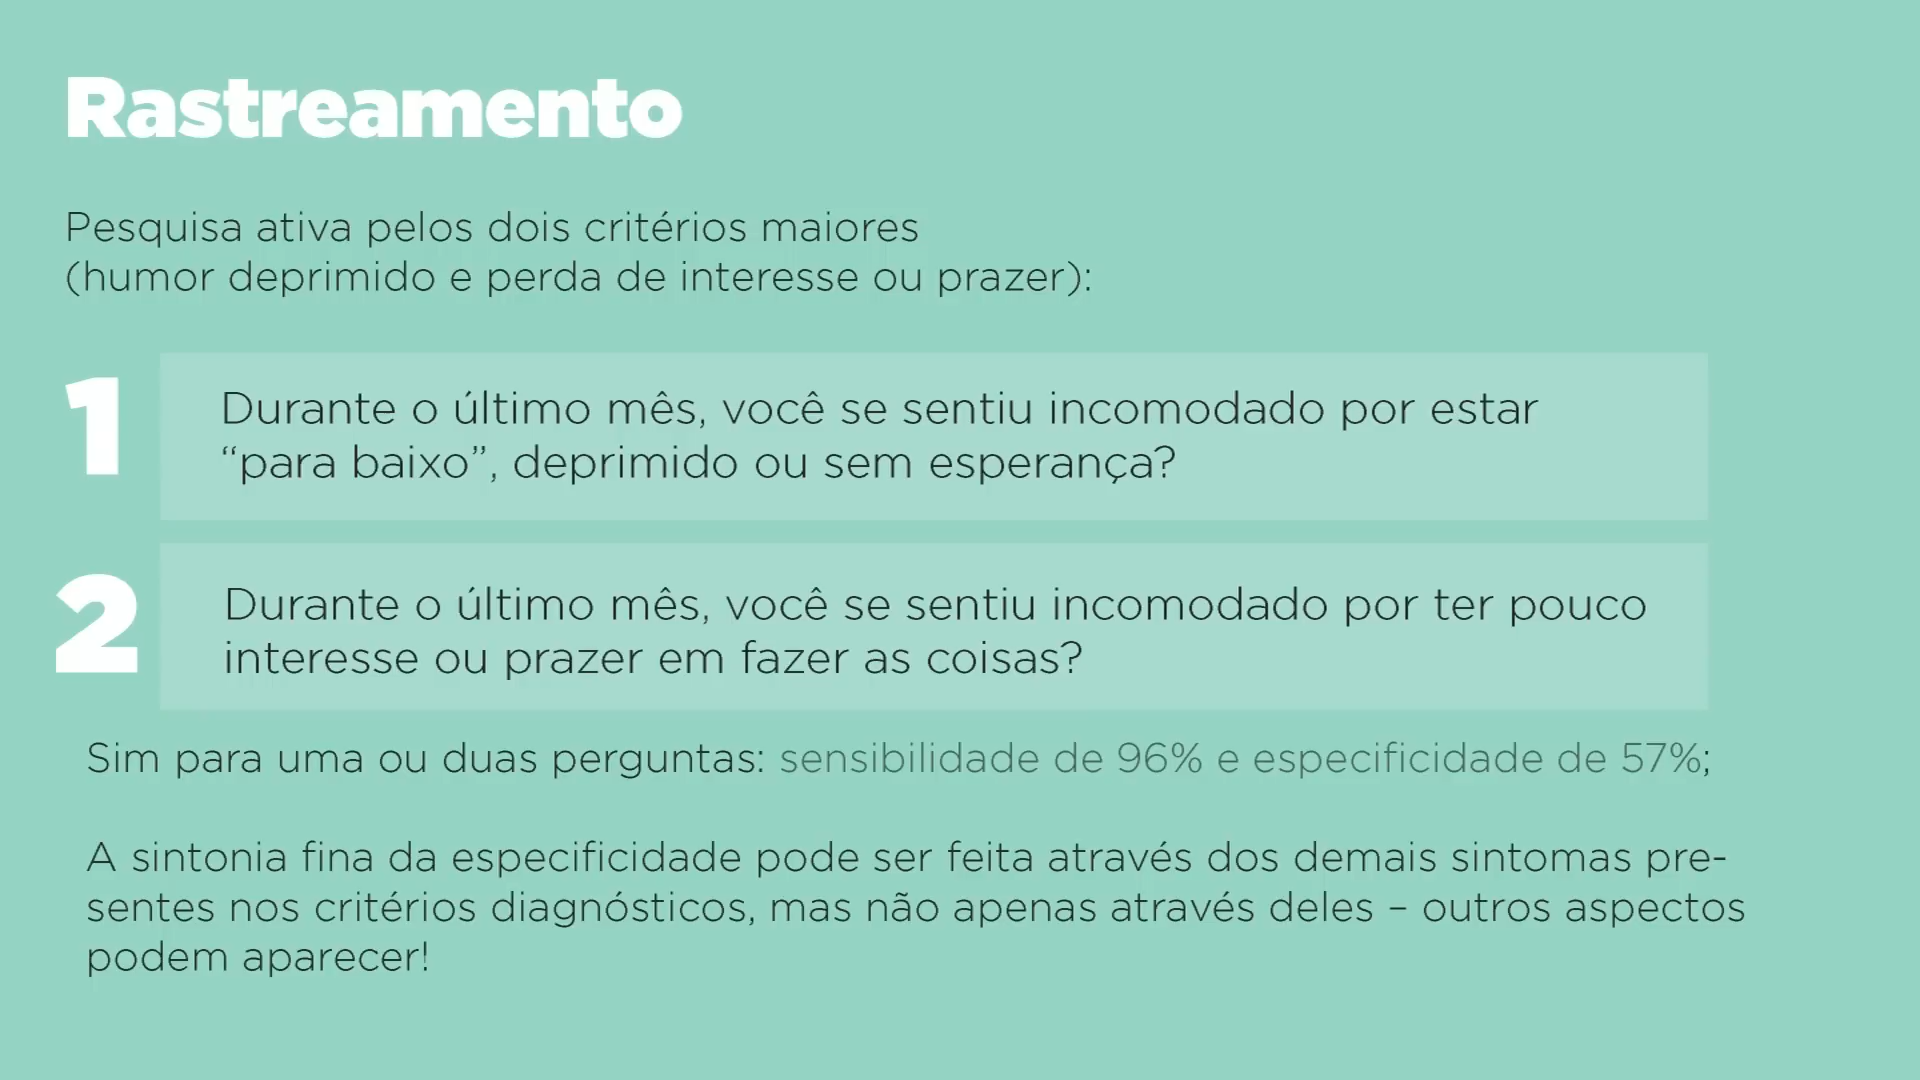 Rastreamento
Pesquisa ativa pelos dois critérios maiores
(humor deprimido e perda de interesse ou prazer):
1
Durante o último mês, você se sentiu incomodado por estar
“para baixo”, deprimido ou sem esperança?
2
Durante o último mês, você se sentiu incomodado por ter pouco
interesse ou prazer em fazer as coisas?
Sim para uma ou duas perguntas: sensibilidade de 96% e especificidade de 57%;
A sintonia fina da especificidade pode ser feita através dos demais sintomas pre-
sentes nos critérios diagnósticos, mas não apenas através deles – outros aspectos
podem aparecer!